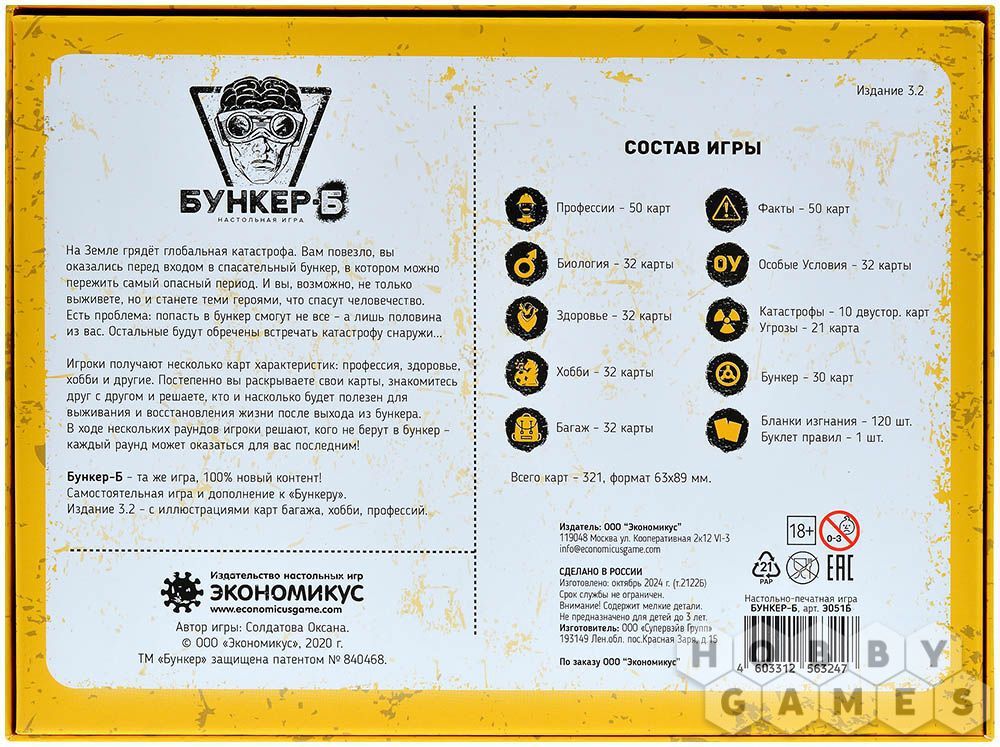 Издание 3.2
БУНКЕР-Б
НАСТОЛЬНАЯ ИГРА
На Земле грядёт глобальная катастрофа. Вам повезло, вы
оказались перед входом в спасательный бункер, в котором можно
пережить самый опасный период. И вы, возможно, не только
выживете, но и станете теми героями, что спасут человечество.
Есть проблема: попасть в бункер смогут не все – а лишь половина
из вас. Остальные будут обречены встречать катастрофу снаружи...
Игроки получают несколько карт характеристик: профессия, здоровье,
хобби и другие. Постепенно вы раскрываете свои карты, знакомитесь
друг с другом и решаете, кто и насколько будет полезен для
выживания и восстановления жизни после выхода из бункера.
В ходе нескольких раундов игроки решают, кого не берут в бункер –
каждый раунд может оказаться для вас последним!
Бункер-Б – та же игра, 100% новый контент!
Самостоятельная игра и дополнение к «Бункеру».
Издание 3.2 – с иллюстрациями карт багажа, хобби, профессий.
Издательство настольных игр
ЭКОНОМИКУС
www.economicusgame.com
Автор игры: Солдатова Оксана.
© ООО «Экономикус», 2020 г.
ТМ «Бункер» защищена патентом № 840468.
СОСТАВ ИГРЫ
Профессии – 50 карт
Биология – 32 карты
Здоровье – 32 карты
Хобби – 32 карты
Багаж – 32 карты
Факты – 50 карт
ОУ
Особые Условия – 32 карты
Катастрофы – 10 двустор. карт
Угрозы – 21 карта
Бункер – 30 карт
Бланки изгнания – 120 шт.
Буклет правил – 1 шт.
Всего карт – 321, формат 63х89 мм.
Издатель: ООО "Экономикус"
119048 Москва ул. Кооперативная 2к12 VI-3
info@economicusgame.com
СДЕЛАНО В РОССИИ
Изготовлено: октябрь 2024 г (т.2122Б)
Срок службы не ограничен.
Внимание! Содержит мелкие детали.
Не предназначено для детей до 3 лет.
Изготовитель: ООО «Супервэйв Групп»
193149 Лен.обл. пос.Красная Заря, д.15
По заказу ООО "Экономикус"
18+
0-3
21
PAP
EAC
Настольно-печатная игра
БУНКЕР-Б, арт. Э051Б
4 603312 563247
HOBBY
GAMES